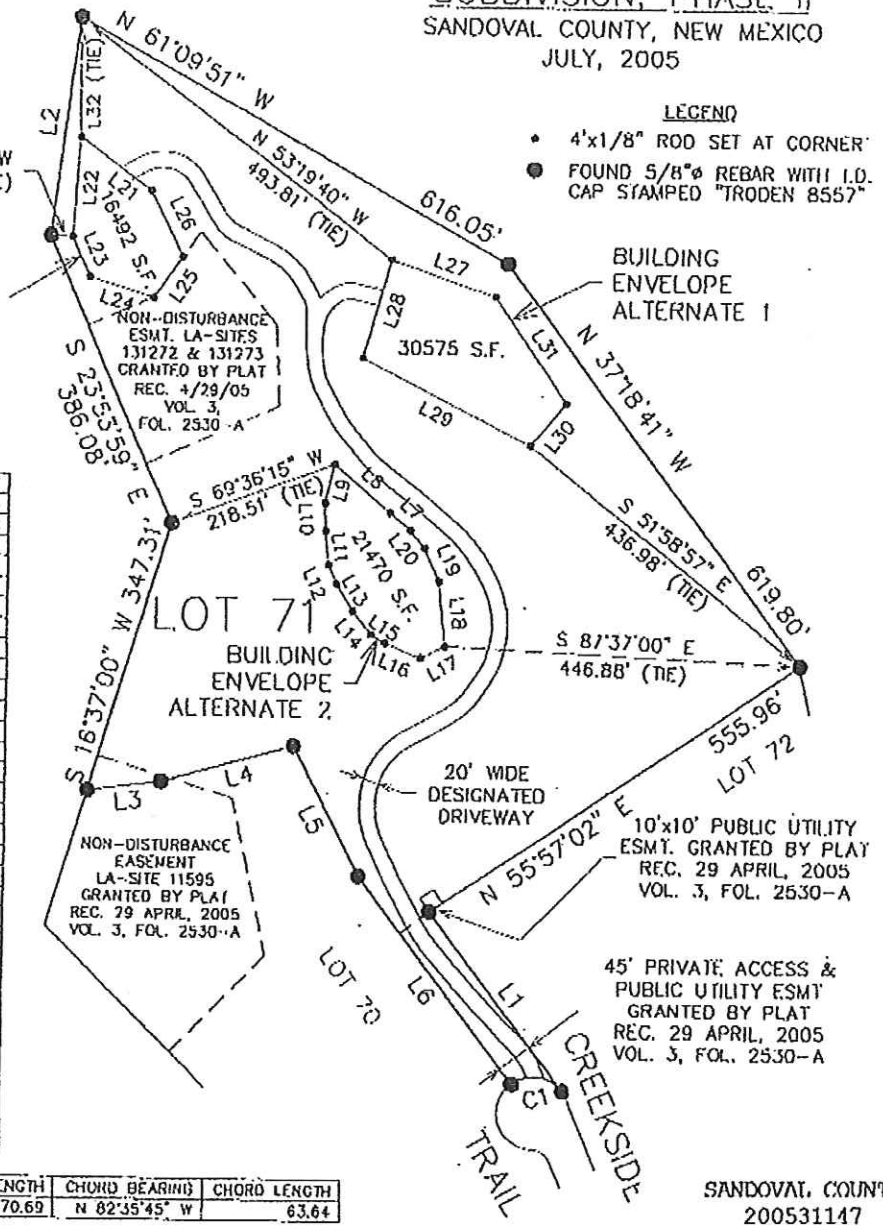 SUBDIVISION, PHASE II
SANDOVAL COUNTY, NEW MEXICO
JULY, 2005
LEGEND
4'x1/8" ROD SET AT CORNER
FOUND 5/8"ø REBAR WITH I.D.
CAP STAMPED "TRODEN 8557"
N 61°09'51" W
616.05'
L2
L32 (TIE)
W
N 53°19'40" W
493.81' (TIE)
L22
L21
16492 S.F.
L26
L23
L24
L25
L27
L28
30575 S.F.
L31
L29
L30
BUILDING
ENVELOPE
ALTERNATE 1
N 37°18'41" W
619.80'
NON-DISTURBANCE
ESMT. LA-SITES
131272 & 131273
GRANTED BY PLAT
REC. 4/29/05
VOL. 3,
FOL. 2530-A
S 23°53'59" E
386.08'
S 69°36'15" W
218.51' (TIE)
S 51°58'57" E
436.98' (TIE)
L8
L7
L9
L10
L20
L11
L19
21470 S.F.
L12
L13
L18
L14
L15
L16
L17
S 16°37'00" W 347.31'
LOT 71
BUILDING
ENVELOPE
ALTERNATE 2
S 87°37'00" E
446.88' (TIE)
L3
L4
L5
20' WIDE
DESIGNATED
DRIVEWAY
555.96'
N 55°57'02" E
LOT 72
NON-DISTURBANCE
EASEMENT
LA-SITE 11595
GRANTED BY PLAT
REC. 29 APRIL, 2005
VOL. 3, FOL. 2530-A
10'x10' PUBLIC UTILITY
ESMT. GRANTED BY PLAT
REC. 29 APRIL, 2005
VOL. 3, FOL. 2530-A
LOT 70
L6
L1
45' PRIVATE ACCESS &
PUBLIC UTILITY ESMT
GRANTED BY PLAT
REC. 29 APRIL, 2005
VOL. 3, FOL. 2530-A
C1
CREEKSIDE
TRAIL
CHORD BEARING CHORD LENGTH
70.69 N 82°35'45" W 63.64
SANDOVAL COUNT
200531147